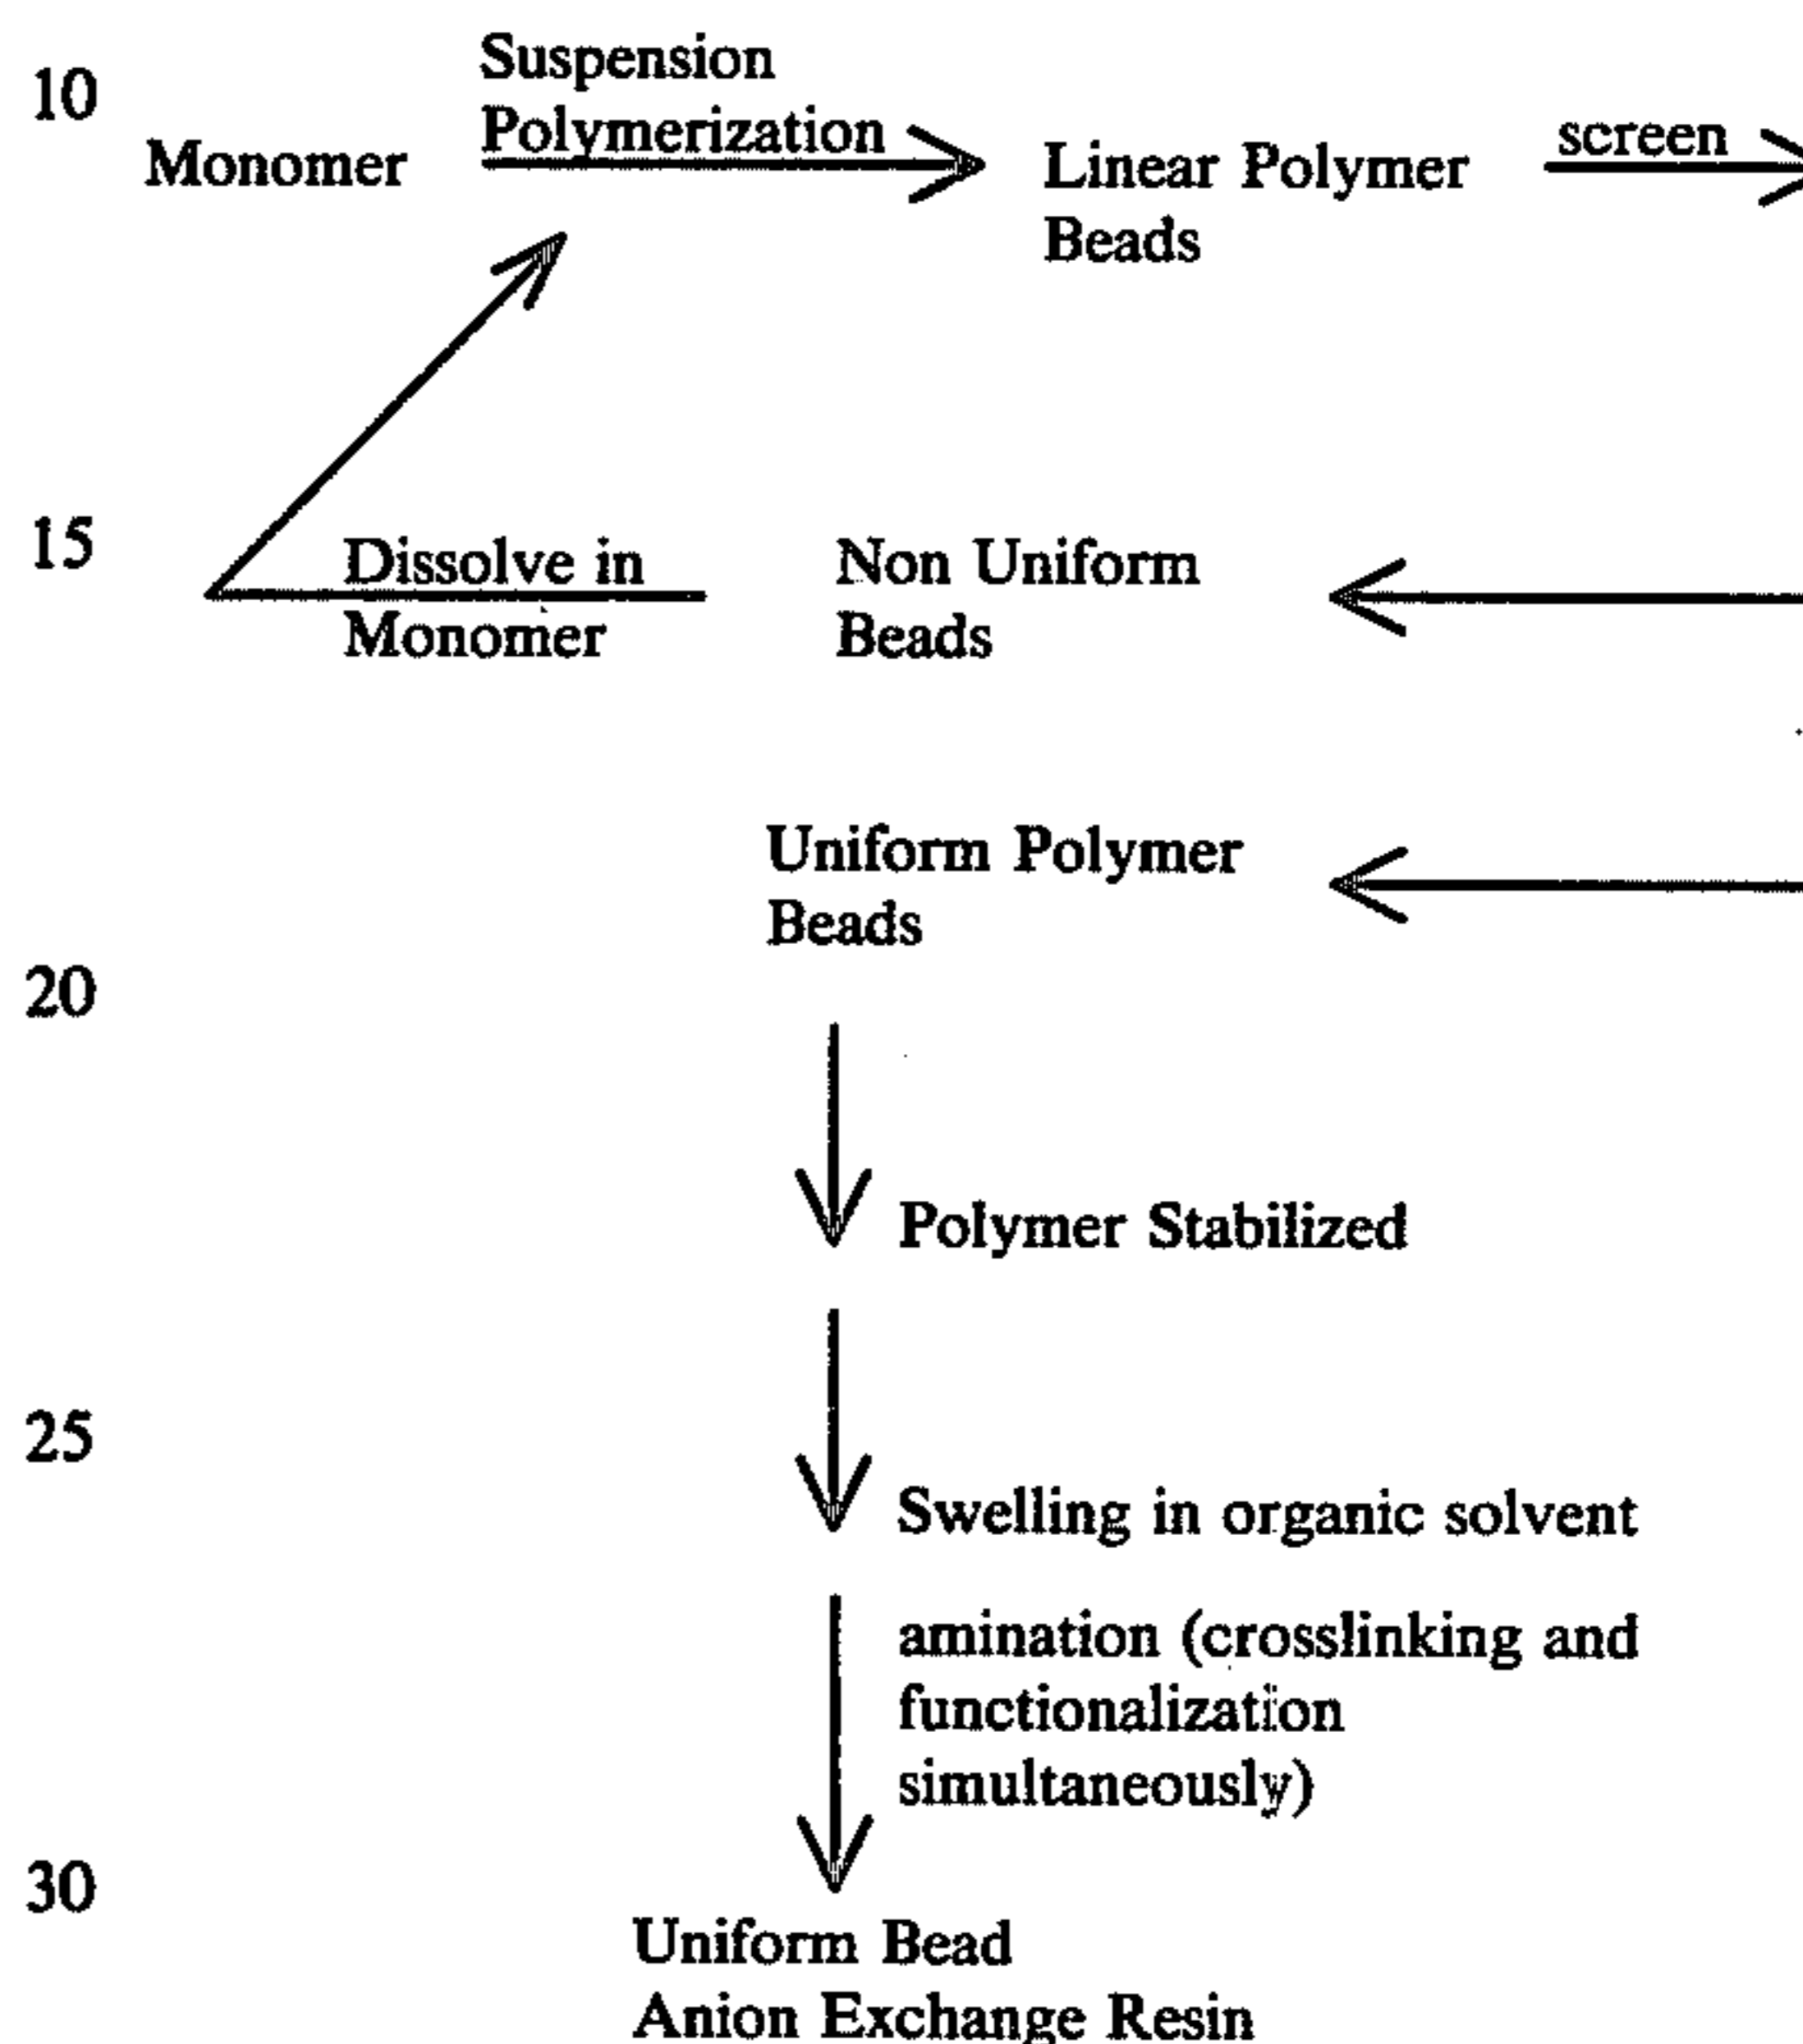 10
Suspension
Polymerization
Monomer
Linear Polymer
Beads
screen
15
Dissolve in
Monomer
Non Uniform
Beads
Uniform Polymer
Beads
20
Polymer Stabilized
25
Swelling in organic solvent
amination (crosslinking and
functionalization
simultaneously)
30
Uniform Bead
Anion Exchange Resin